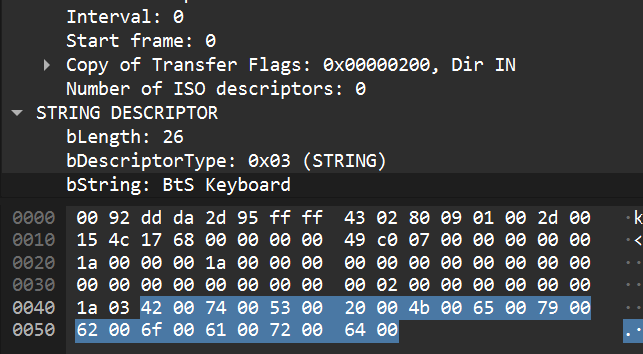 Interval: 0
Start frame: 0
Copy of Transfer Flags: 0x00000200, Dir IN
Number of ISO descriptors: 0
STRING DESCRIPTOR
bLength: 26
bDescriptorType: 0x03 (STRING)
bString: BtS Keyboard
0000 00 92 dd da 2d 95 ff ff 43 02 80 09 01 00 2d 00 ·k
0010 15 4c 17 68 00 00 00 00 49 c0 07 00 00 00 00 00 ·<
0020 1a 00 00 00 1a 00 00 00 00 00 00 00 00 00 00 00 ··
0030 00 00 00 00 00 00 00 00 00 02 00 00 00 00 00 00 ··
0040 1a 03 42 00 74 00 53 00 20 00 4b 00 65 00 79 00
0050 62 00 6f 00 61 00 72 00 64 00